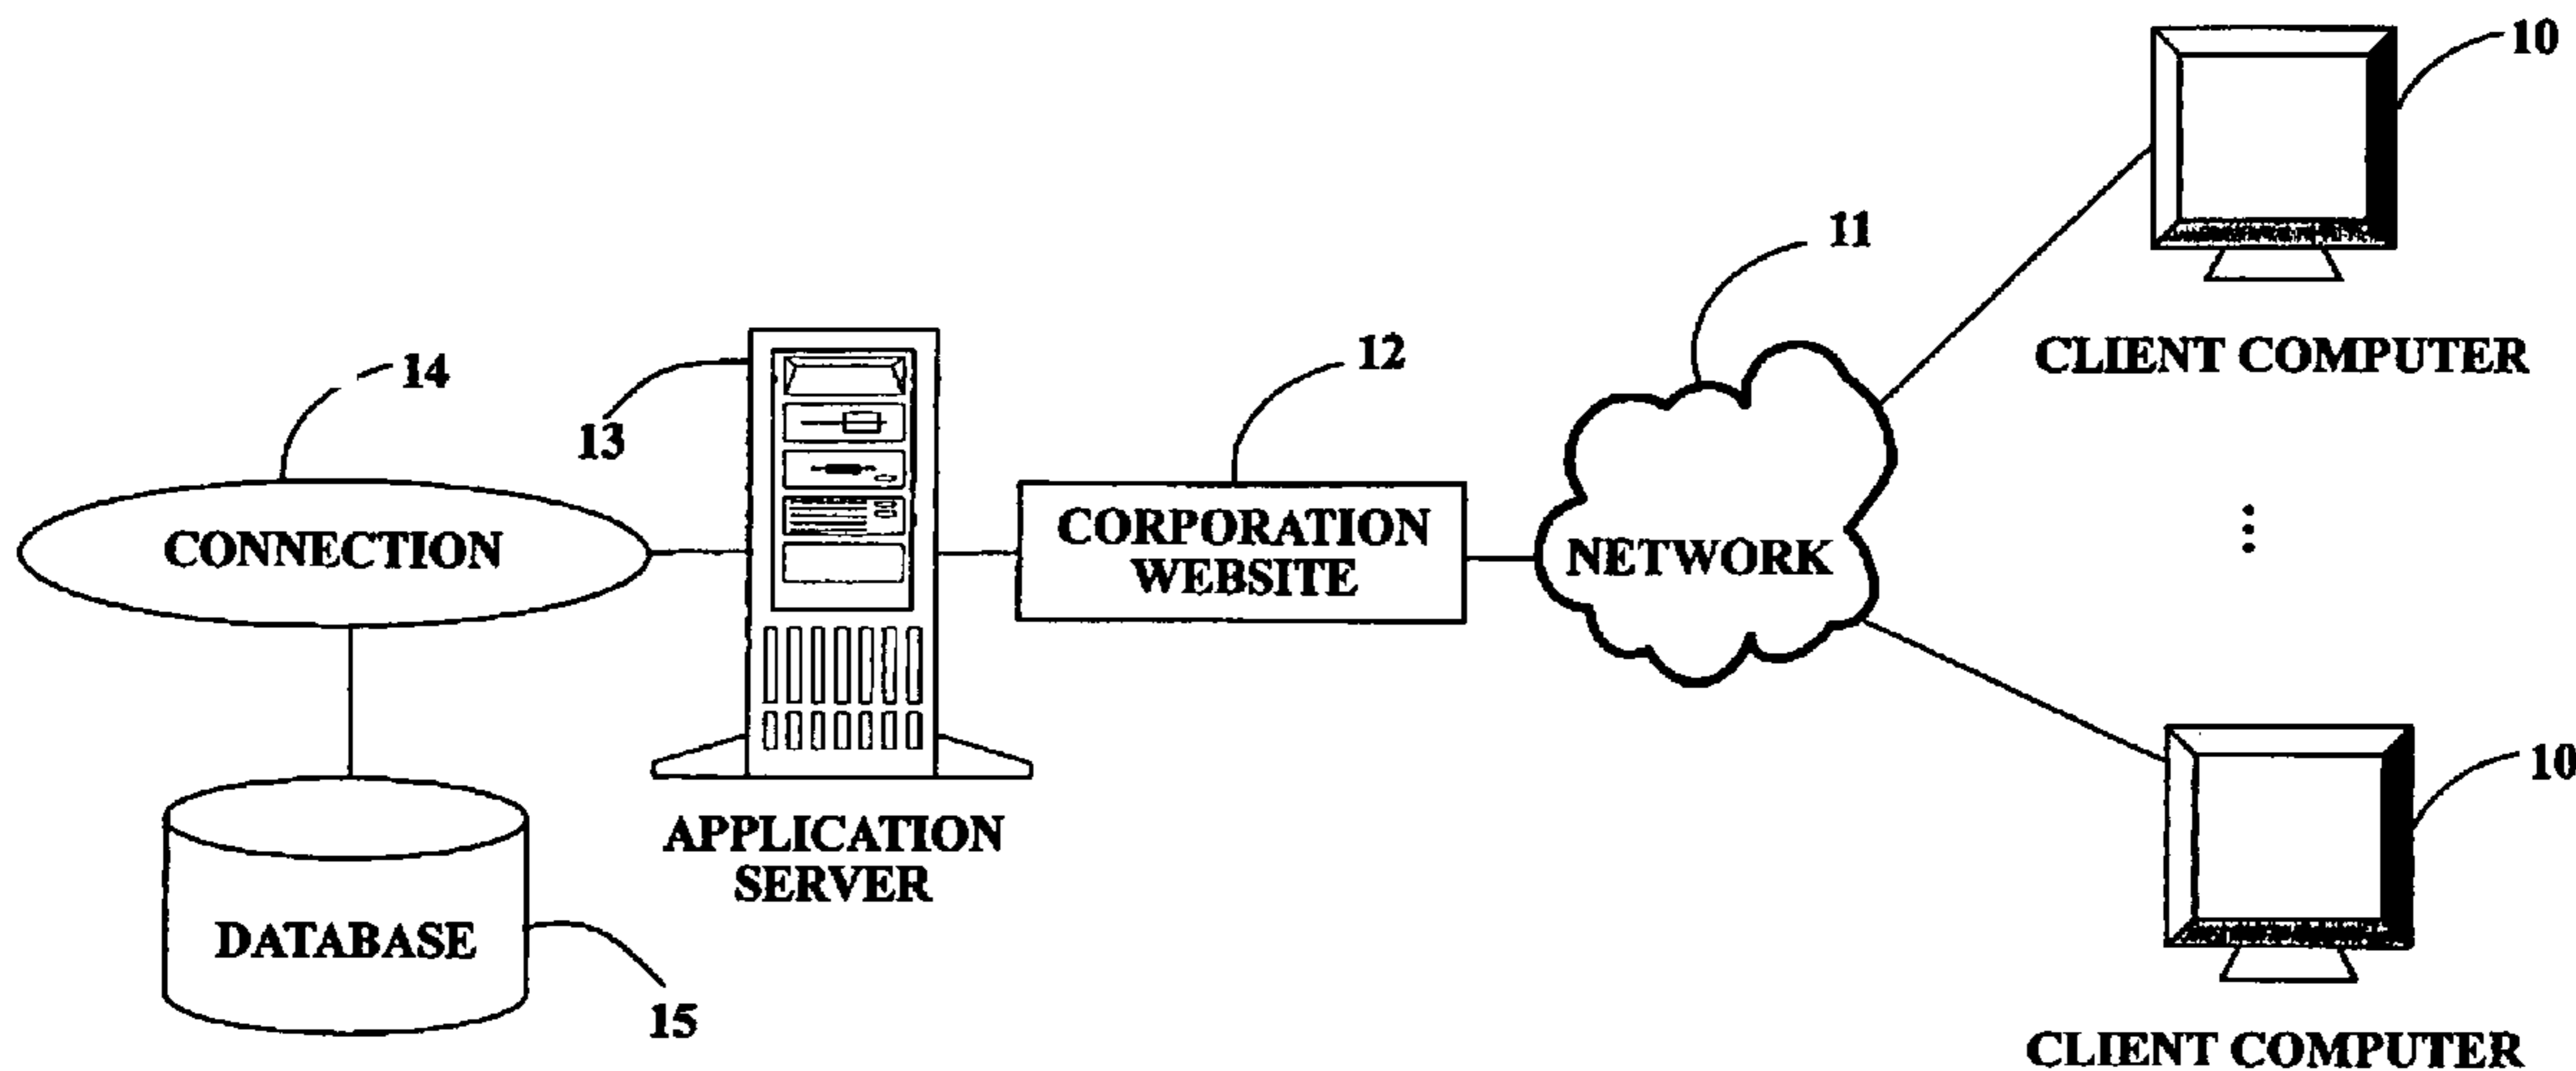 10
11
CLIENT COMPUTER
12
14
13
CORPORATION
WEBSITE
CONNECTION
NETWORK
10
APPLICATION
SERVER
DATABASE
15
CLIENT COMPUTER